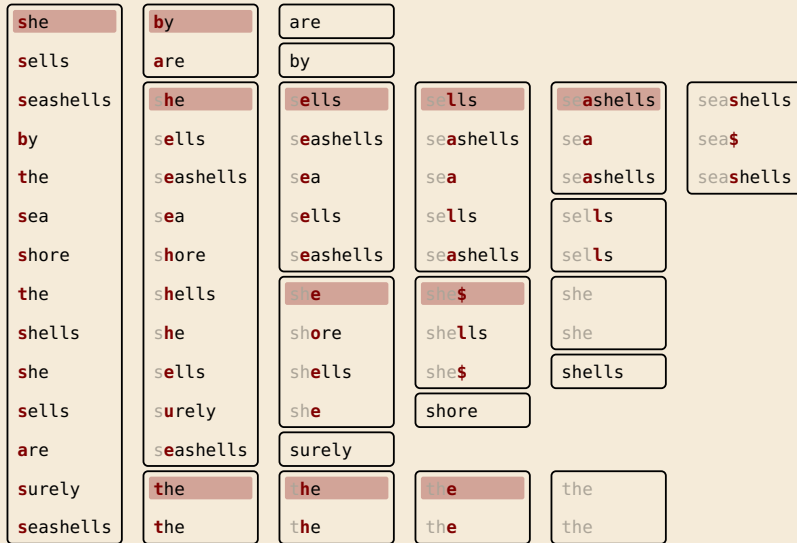 she by are
sells are by
seashells she sells sells seashells seashells
by sells seashells seashells sea sea$
the seashells sea sea seashells seashells
sea sea sells sells sells
shore shore seashells seashells sells
the shells she she$ she
shells she shore shells she
she sells shells she$ shells
sells surely she shore
are seashells surely
surely the the the the
seashells the the the the